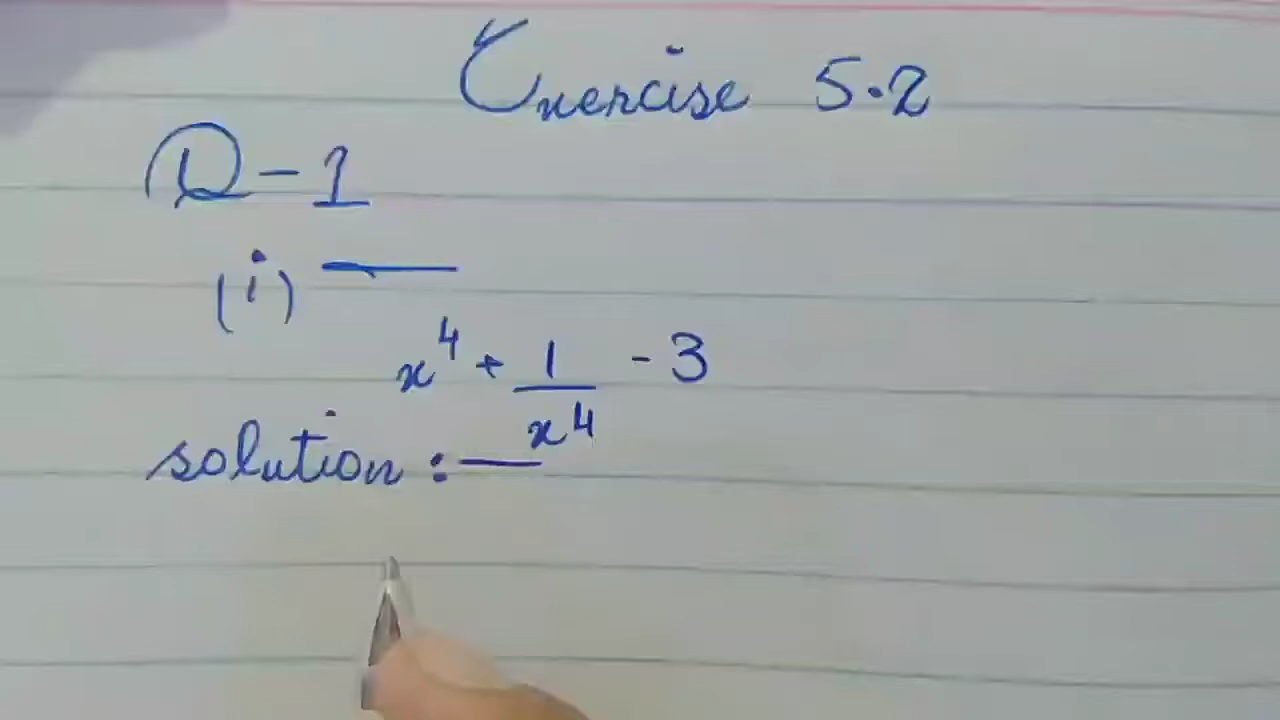 Exercise 5.2
Q-1
(i)
x⁴ + 1/x⁴ - 3
solution :—